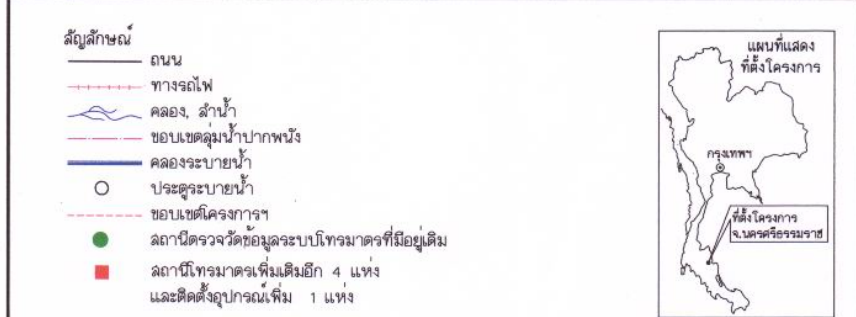 สัญลักษณ์
ถนน
ทางรถไฟ
คลอง, ลำน้ำ
ขอบเขตลุ่มน้ำปากพนัง
คลองระบายน้ำ
ประตูระบายน้ำ
ขอบเขตโครงการฯ
สถานีตรวจวัดข้อมูลระบบโทรมาตรที่มีอยู่เดิม
สถานีโทรมาตรเพิ่มเติมอีก 4 แห่ง
และติดตั้งอุปกรณ์เพิ่ม 1 แห่ง
แผนที่แสดง
ที่ตั้งโครงการ
กรุงเทพฯ
ที่ตั้งโครงการ
จ.นครศรีธรรมราช